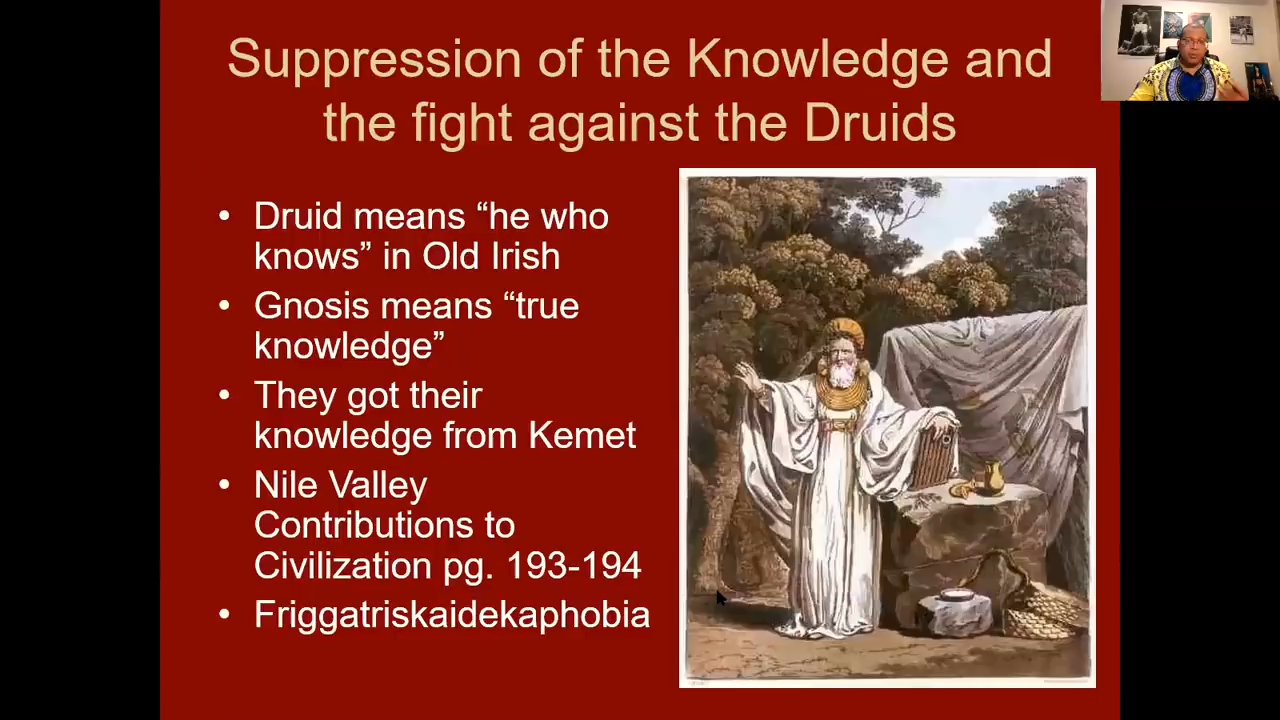 Suppression of the Knowledge and
the fight against the Druids
• Druid means “he who
knows” in Old Irish
• Gnosis means “true
knowledge”
• They got their
knowledge from Kemet
• Nile Valley
Contributions to
Civilization pg. 193-194
• Friggatriskaidekaphobia